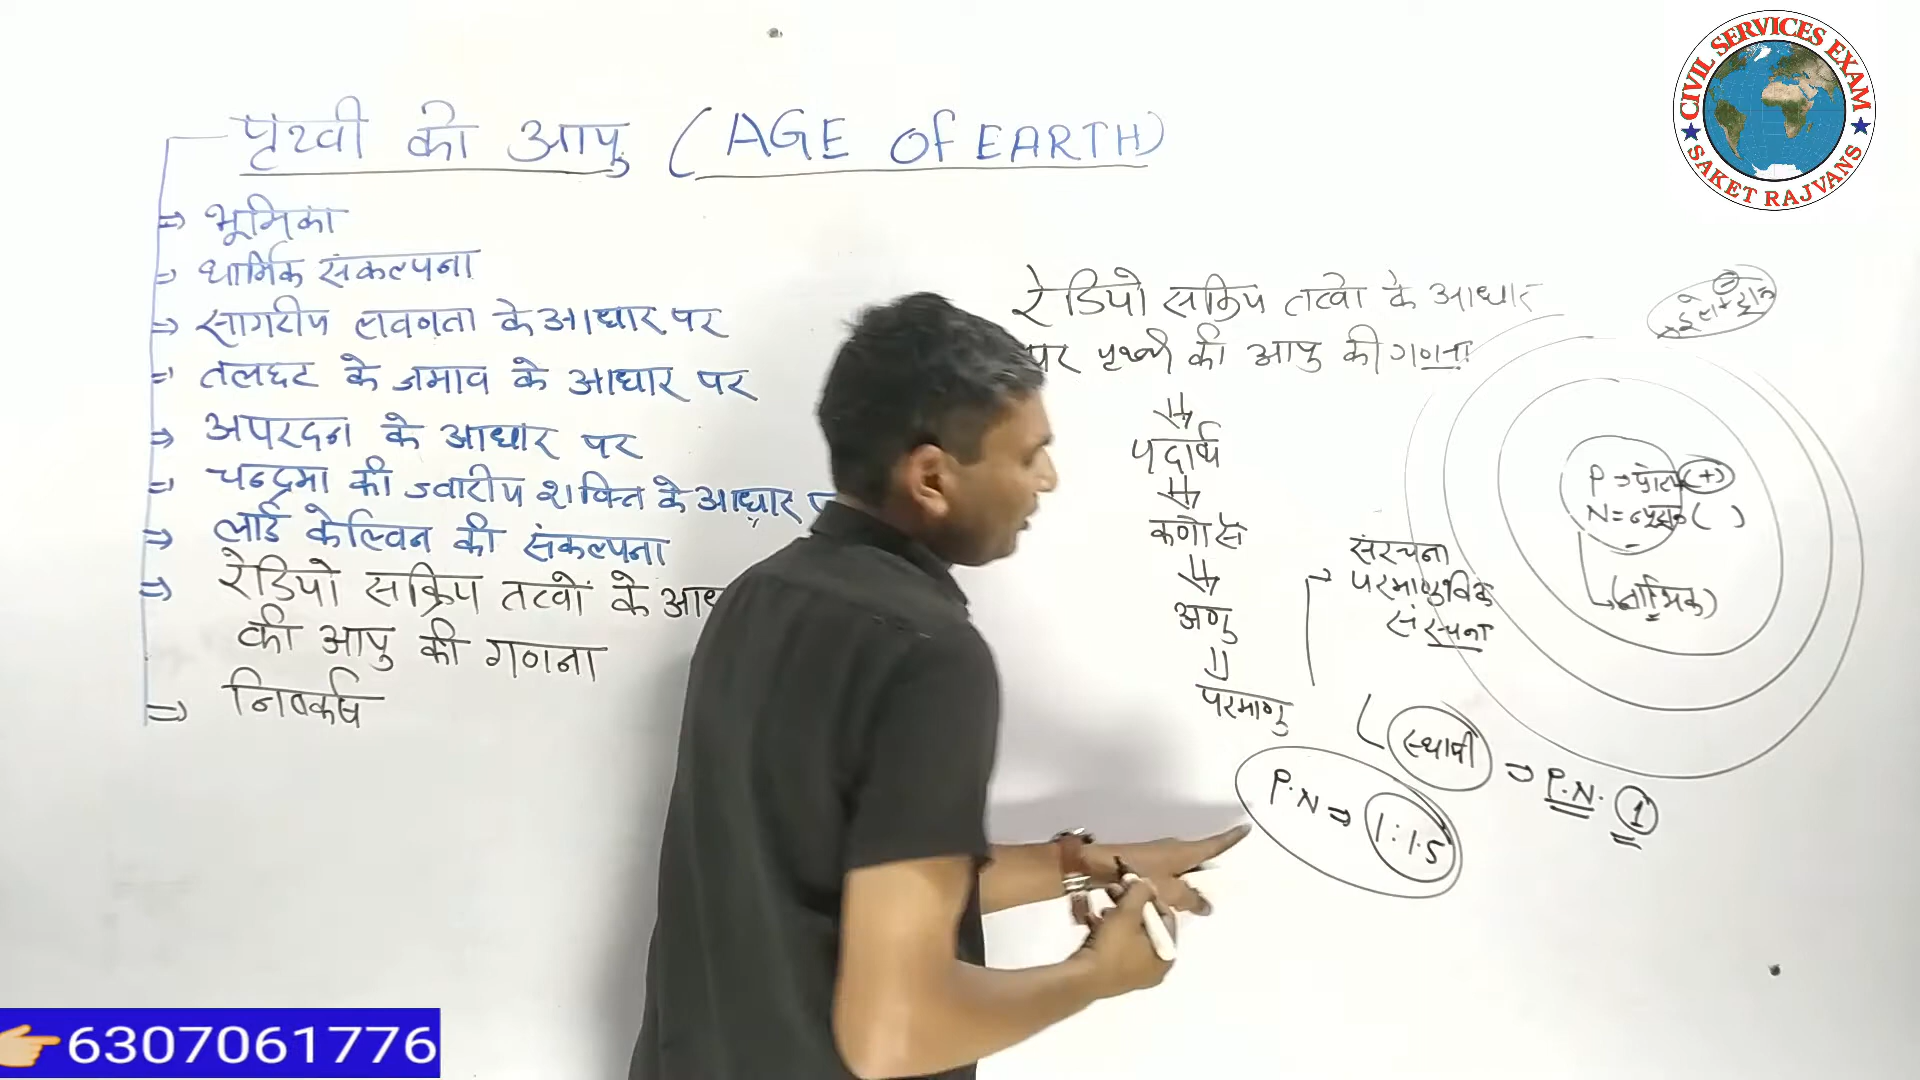 पृथ्वी की आयु (AGE Of EARTH)
⇒ भूमिका
⇒ धार्मिक संकल्पना
⇒ सागरीय लवणता के आधार पर
⇒ तलछट के जमाव के आधार पर
⇒ अपरदन के आधार पर
⇒ चन्द्रमा की ज्वारीय शक्ति के आधार
⇒ लार्ड केल्विन की संकल्पना
⇒ रेडियो सक्रिय तत्वों के
की आयु की गणना
⇒ निष्कर्ष
रेडियो सक्रिय तत्वो के आधार
पर पृथ्वी की आयु की गणना
पदार्थ
कणो से
अणु
परमाणु
संरचना
परमाणुविक
संरचना
P
N =
(नाभिक)
स्थायी ⇒ P.N. 1
P.N ⇒ 1:1.5
CIVIL SERVICES EXAM
SAKET RAJVANS
6307061776